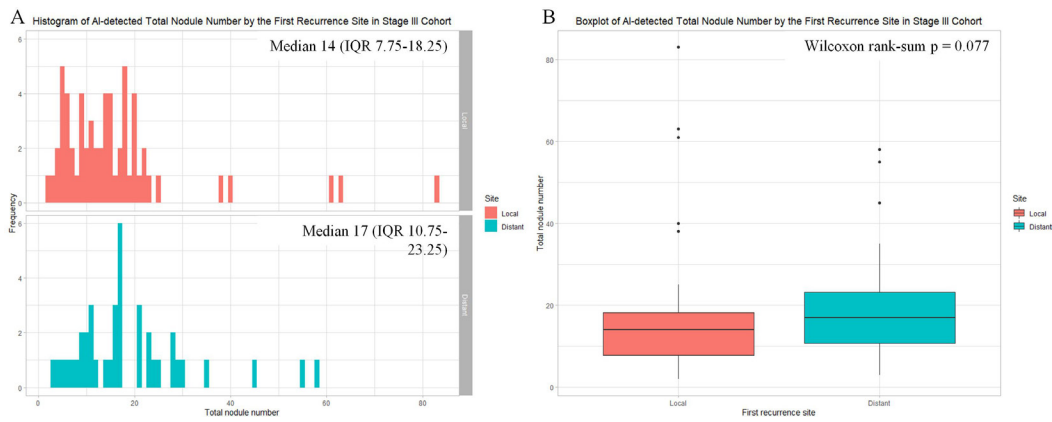 A
Histogram of AI-detected Total Nodule Number by the First Recurrence Site in Stage III Cohort
Median 14 (IQR 7.75-18.25)
6
4
2
0
Local
Median 17 (IQR 10.75-
23.25)
6
4
2
0
Distant
Frequency
0 20 40 60 80
Total nodule number
Site
Local
Distant
B
Boxplot of AI-detected Total Nodule Number by the First Recurrence Site in Stage III Cohort
Wilcoxon rank-sum p = 0.077
80
60
40
20
0
Total nodule number
Local Distant
First recurrence site
Site
Local
Distant